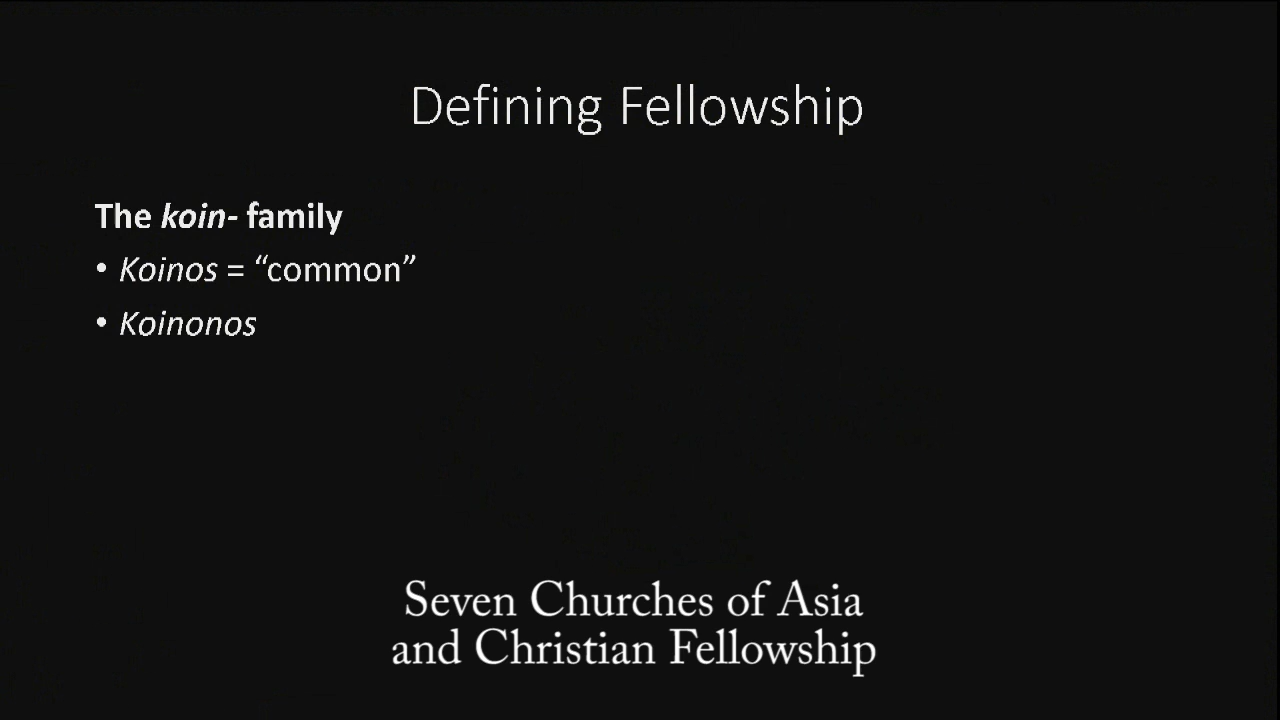 Defining Fellowship
The koin- family
• Koinos = “common”
• Koinonos
Seven Churches of Asia
and Christian Fellowship